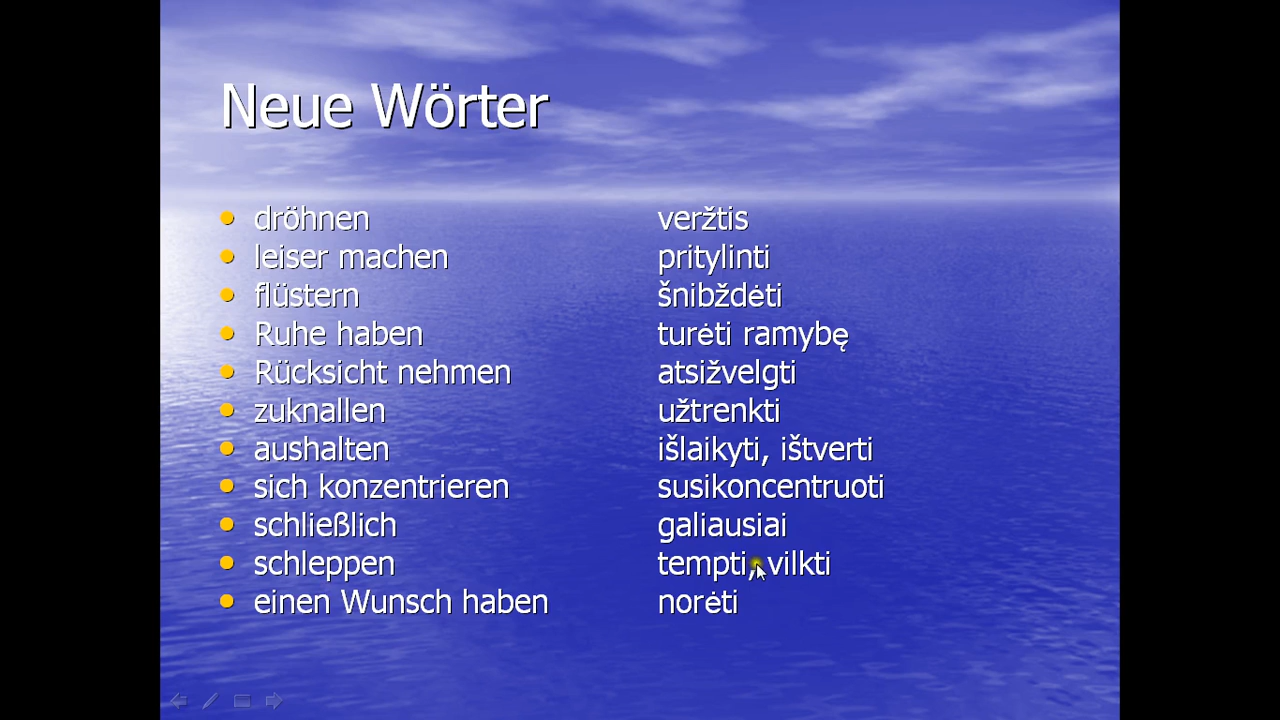 Neue Wörter
dröhnen veržtis
leiser machen pritylinti
flüstern šnibždėti
Ruhe haben turėti ramybę
Rücksicht nehmen atsižvelgti
zuknallen užtrenkti
aushalten išlaikyti, ištverti
sich konzentrieren susikoncentruoti
schließlich galiausiai
schleppen tempti, vilkti
einen Wunsch haben norėti